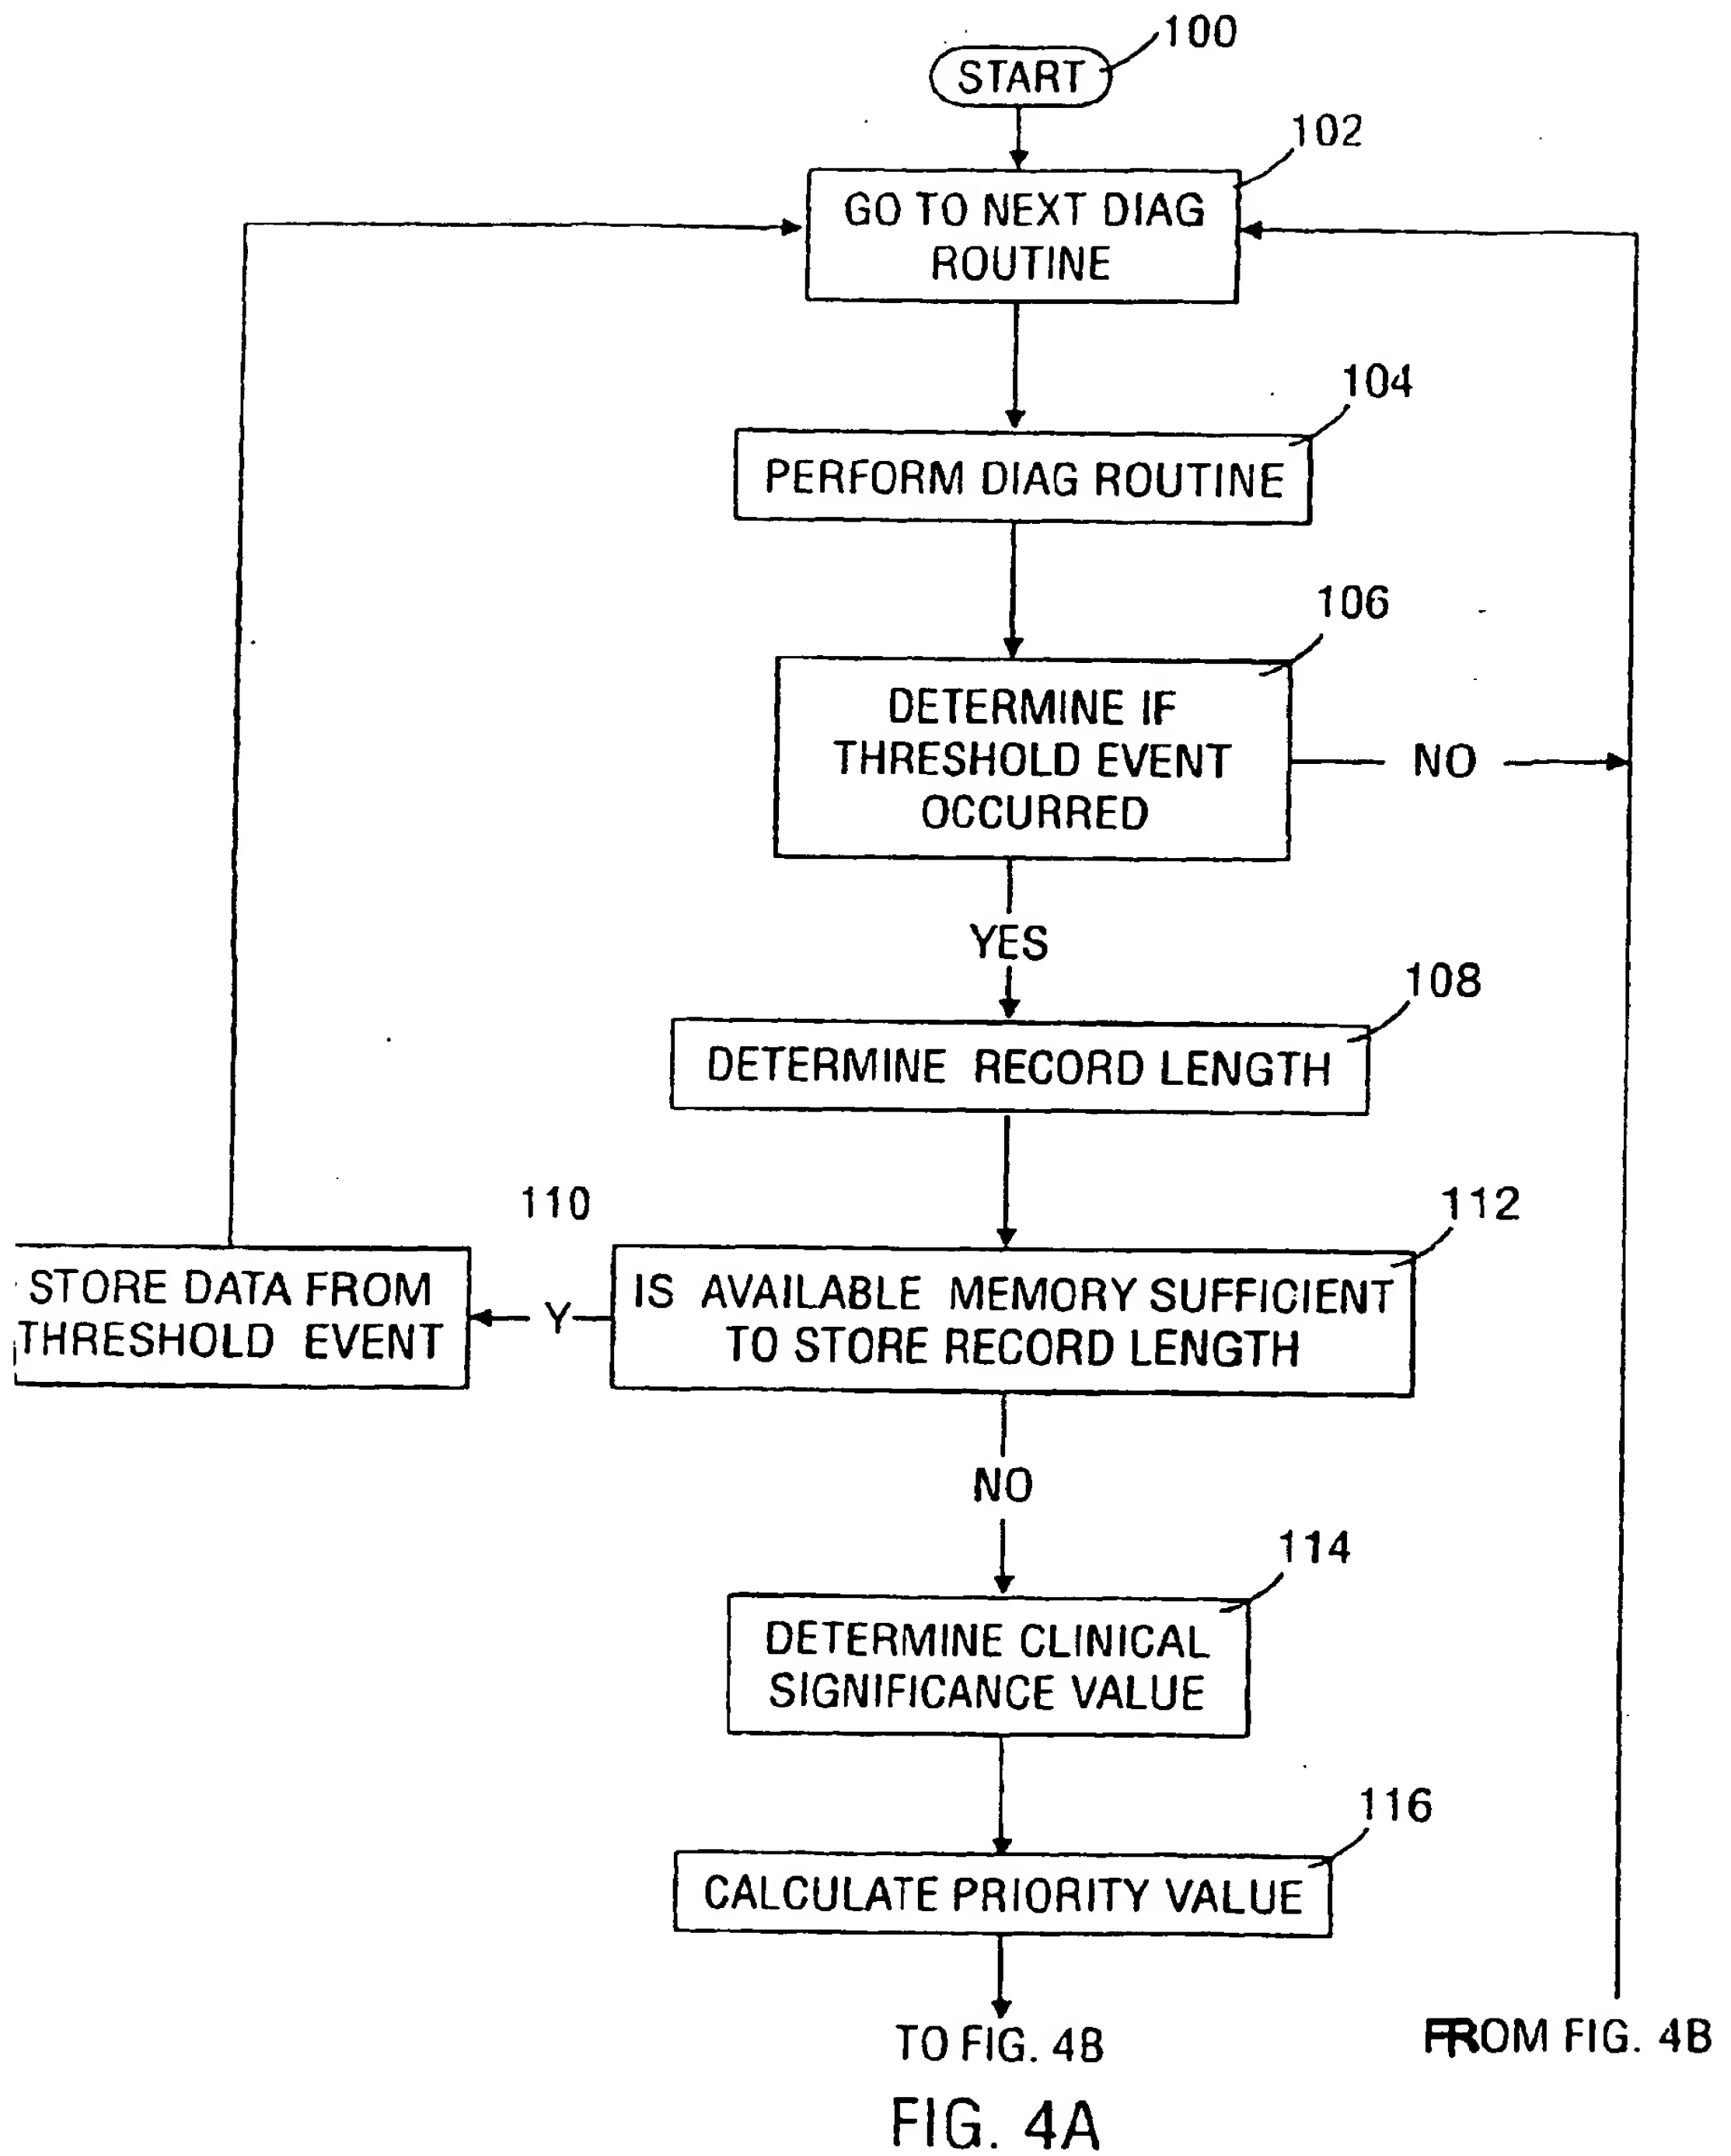 100
START
102
GO TO NEXT DIAG
ROUTINE
104
PERFORM DIAG ROUTINE
106
DETERMINE IF
THRESHOLD EVENT
OCCURRED
NO
YES
108
DETERMINE RECORD LENGTH
110
112
STORE DATA FROM
THRESHOLD EVENT
Y
IS AVAILABLE MEMORY SUFFICIENT
TO STORE RECORD LENGTH
NO
114
DETERMINE CLINICAL
SIGNIFICANCE VALUE
116
CALCULATE PRIORITY VALUE
TO FIG. 4B
FROM FIG. 4B
FIG. 4A